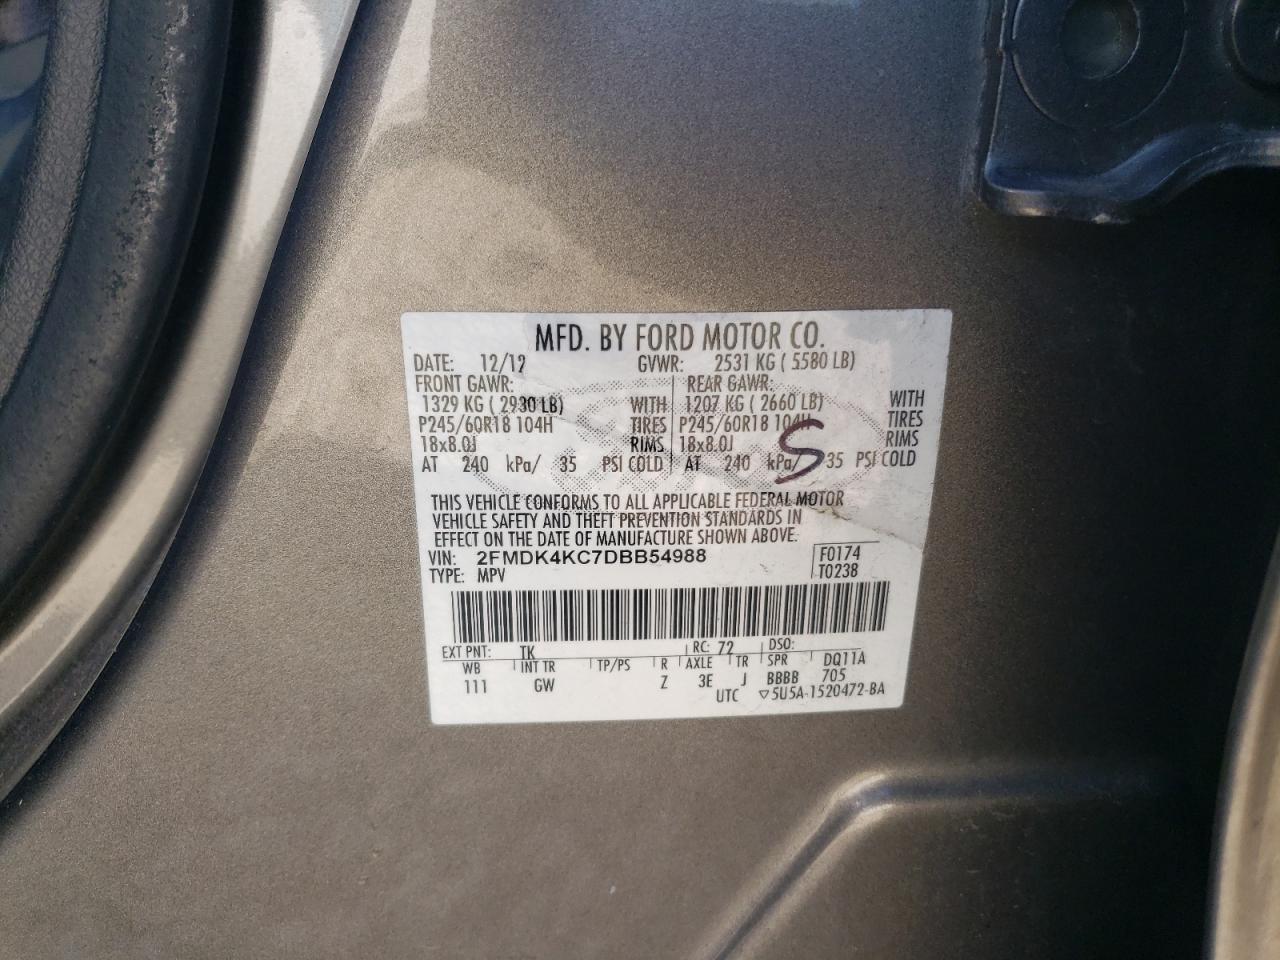 MFD. BY FORD MOTOR CO.
DATE: 12/12 GVWR: 2531 KG ( 5580 LB)
FRONT GAWR: REAR GAWR:
1329 KG ( 2930 LB) WITH 1207 KG ( 2660 LB) WITH
P245/60R18 104H TIRES P245/60R18 104H TIRES
18x8.0J RIMS 18x8.0J RIMS
AT 240 kPa/ 35 PSI COLD AT 240 kPa/ 35 PSI COLD
S
THIS VEHICLE CONFORMS TO ALL APPLICABLE FEDERAL MOTOR
VEHICLE SAFETY AND THEFT PREVENTION STANDARDS IN
EFFECT ON THE DATE OF MANUFACTURE SHOWN ABOVE.
VIN: 2FMDK4KC7DBB54988 F0174
TYPE: MPV T0238
EXT PNT: TK RC: 72 DSO:
WB INT TR TP/PS R AXLE TR SPR DQ11A
111 GW Z 3E J BBBB 705
UTC ▽5U5A-1520472-BA